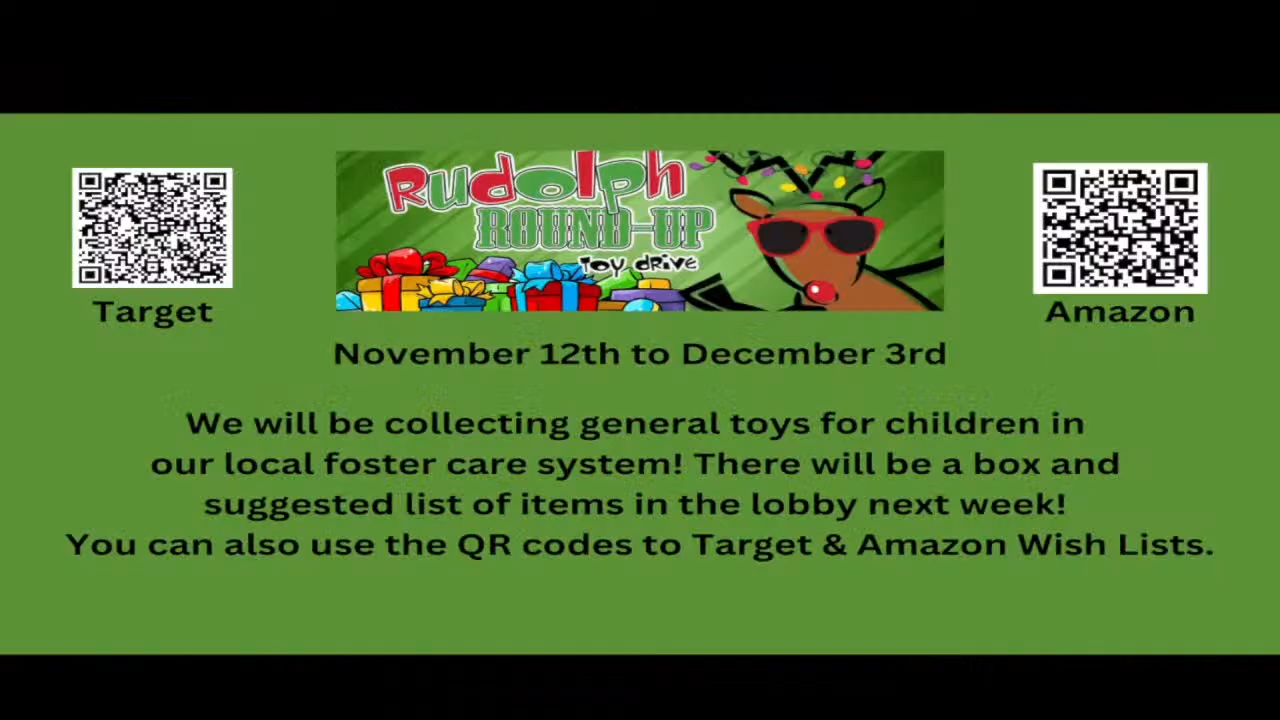 Rudolph
ROUND-UP
TOY DRIVE
Target
Amazon
November 12th to December 3rd
We will be collecting general toys for children in
our local foster care system! There will be a box and
suggested list of items in the lobby next week!
You can also use the QR codes to Target & Amazon Wish Lists.